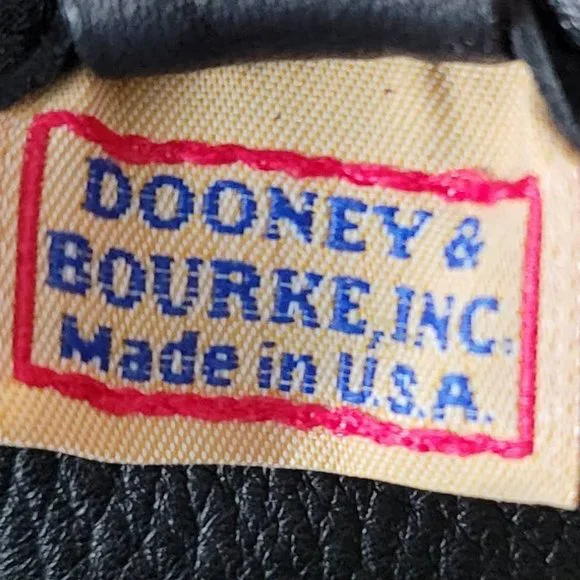 DOONEY &
BOURKE, INC.
Made in U.S.A.